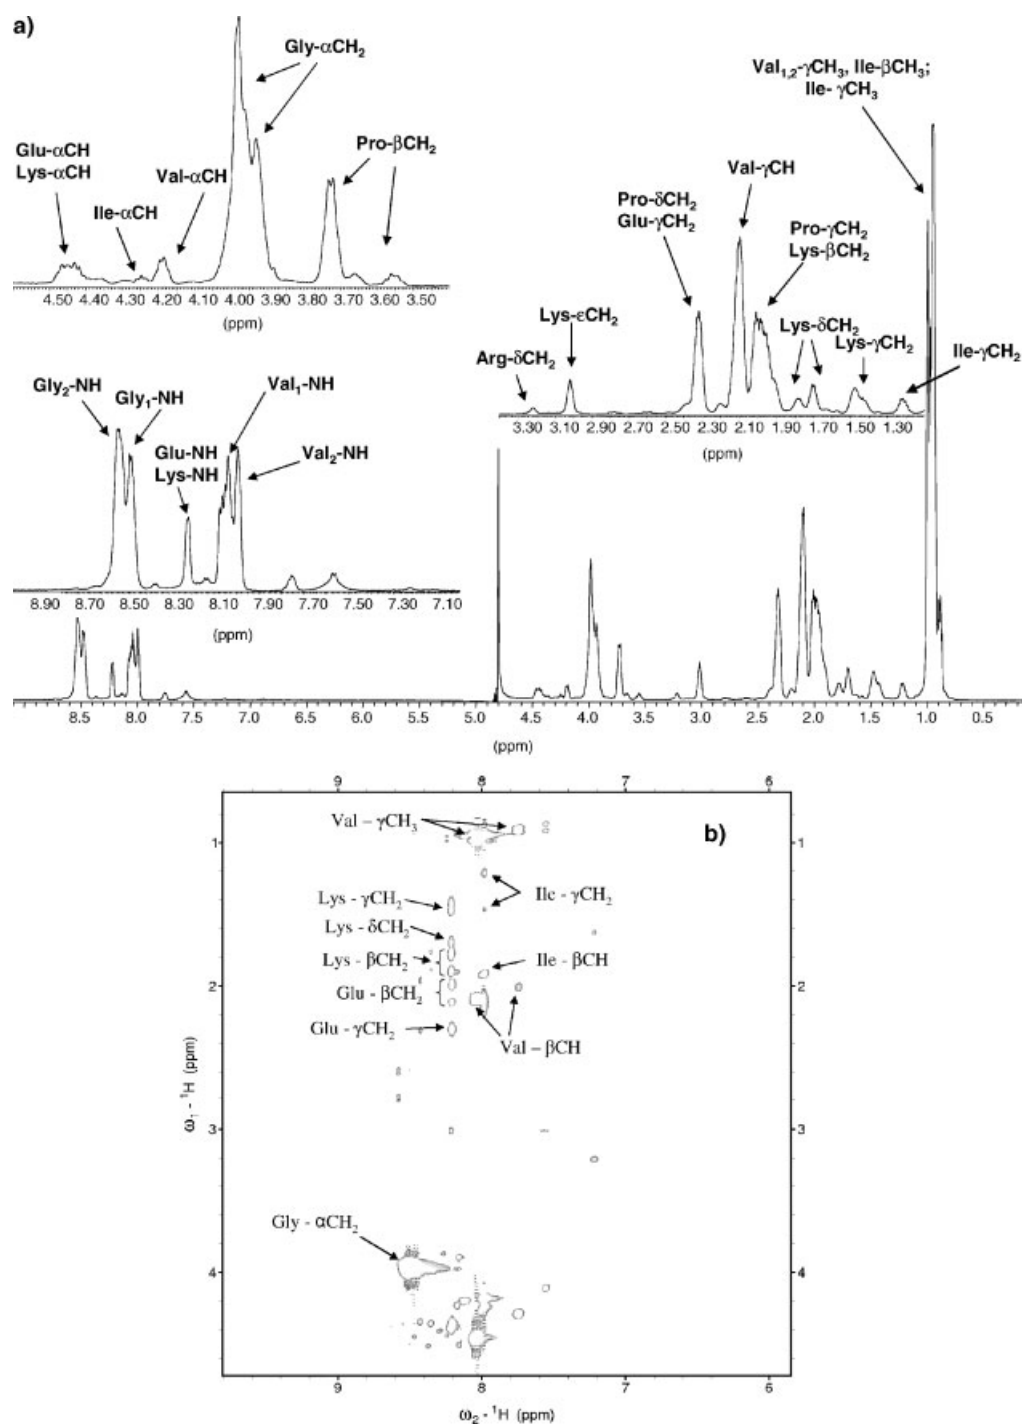 a)
Gly-αCH₂
Glu-αCH
Lys-αCH
Ile-αCH
Val-αCH
Pro-βCH₂
4.50 4.40 4.30 4.20 4.10 4.00 3.90 3.80 3.70 3.60 3.50
(ppm)
Val₁,₂-γCH₃, Ile-βCH₃;
Ile- γCH₃
Val-γCH
Pro-δCH₂
Glu-γCH₂
Pro-γCH₂
Lys-βCH₂
Lys-εCH₂
Lys-δCH₂
Lys-γCH₂
Arg-δCH₂
Ile-γCH₂
3.30 3.10 2.90 2.70 2.50 2.30 2.10 1.90 1.70 1.50 1.30
(ppm)
Gly₂-NH
Gly₁-NH
Val₁-NH
Glu-NH
Lys-NH
Val₂-NH
8.90 8.70 8.50 8.30 8.10 7.90 7.70 7.50 7.30 7.10
(ppm)
8.5 8.0 7.5 7.0 6.5 6.0 5.5 5.0 4.5 4.0 3.5 3.0 2.5 2.0 1.5 1.0 0.5
(ppm)
9 8 7 6
b)
Val – γCH₃
1 1
Lys - γCH₂
Ile - γCH₂
Lys - δCH₂
Lys - βCH₂
Ile - βCH
2 2
Glu - βCH₂
Glu - γCH₂
Val – βCH
ω₁ - ¹H (ppm)
3 3
Gly - αCH₂
4 4
9 8 7 6
ω₂ - ¹H (ppm)